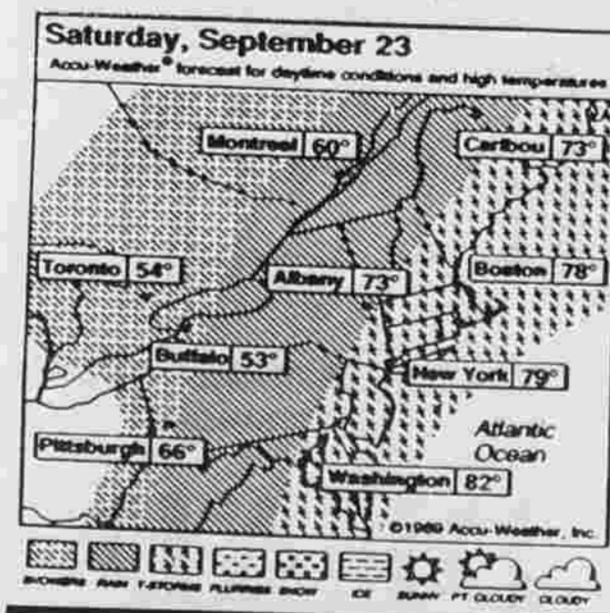 Saturday, September 23
Accu-Weather® forecast for daytime conditions and high temperatures
Montreal 60°
Caribou 73°
Toronto 54°
Albany 73°
Boston 78°
Buffalo 53°
New York 79°
Atlantic
Ocean
Pittsburgh 66°
Washington 82°
©1989 Accu-Weather, Inc.
SHOWERS RAIN T-STORMS FLURRIES SNOW ICE SUNNY PT CLOUDY CLOUDY